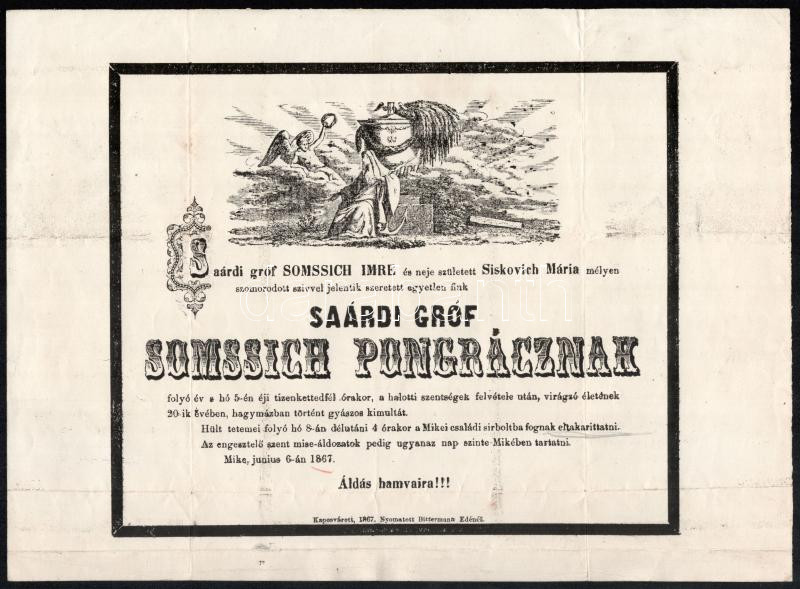 Saárdi gróf SOMSSICH IMRE és neje született Siskovich Mária mélyen
szomorodott szivvel jelentik szeretett egyetlen fiuk
SAÁRDI GRÓF
SOMSSICH PONGRÁCZNAK
folyó év s hó 5-én éji tizenkettedfél órakor, a halotti szentségek felvétele után, virágzó életének
20-ik évében, hagymázban történt gyászos kimultát.
Hült tetemei folyó hó 8-án délutáni 4 órakor a Mikei családi sirboltba fognak eltakarittatni.
Az engesztelő szent mise-áldozatok pedig ugyanaz nap szinte Mikében tartatni.
Mike, junius 6-án 1867.
Áldás hamvaira!!!
Kaposvárott, 1867. Nyomatott Bittermann Edénél.